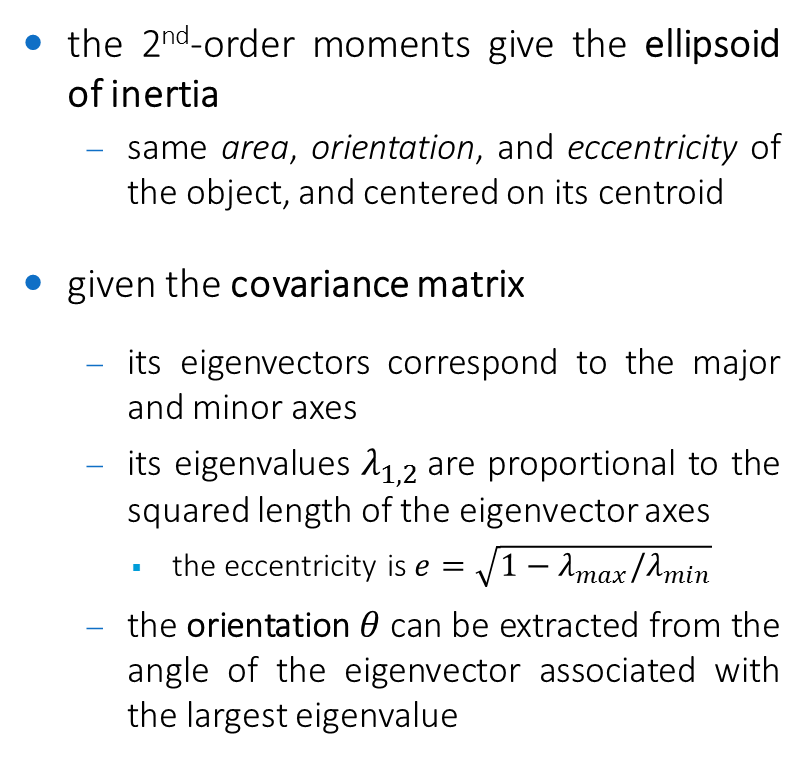 • the 2nd-order moments give the ellipsoid
of inertia
– same area, orientation, and eccentricity of
the object, and centered on its centroid
• given the covariance matrix
– its eigenvectors correspond to the major
and minor axes
– its eigenvalues λ1,2 are proportional to the
squared length of the eigenvector axes
▪ the eccentricity is e = √(1 − λmax/λmin)
– the orientation θ can be extracted from the
angle of the eigenvector associated with
the largest eigenvalue